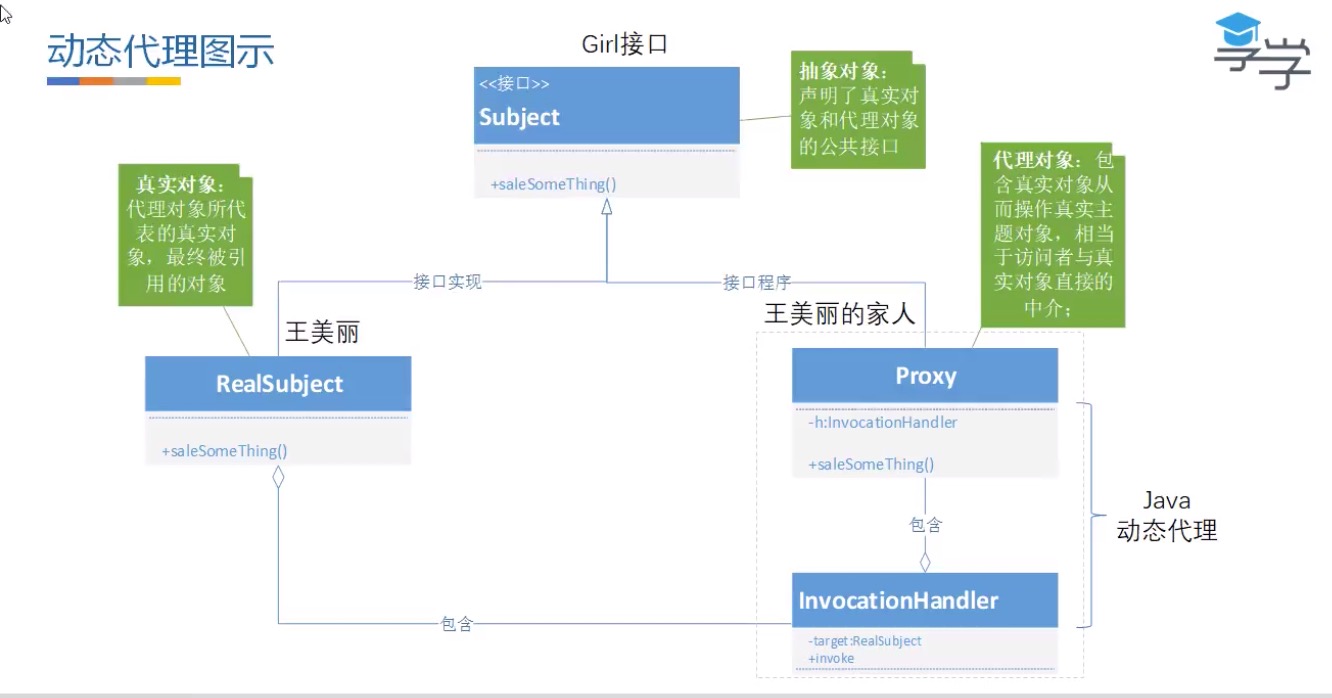 动态代理图示
Girl接口
<<接口>>
Subject
+saleSomeThing()
抽象对象：
声明了真实对
象和代理对象
的公共接口
享学
代理对象：包
含真实对象从
而操作真实主
题对象，相当
于访问者与真
实对象直接的
中介；
真实对象：
代理对象所代
表的真实对
象，最终被引
用的对象
接口实现
接口程序
王美丽
王美丽的家人
RealSubject
+saleSomeThing()
Proxy
-h:InvocationHandler
+saleSomeThing()
包含
Java
动态代理
InvocationHandler
-target:RealSubject
+invoke
包含